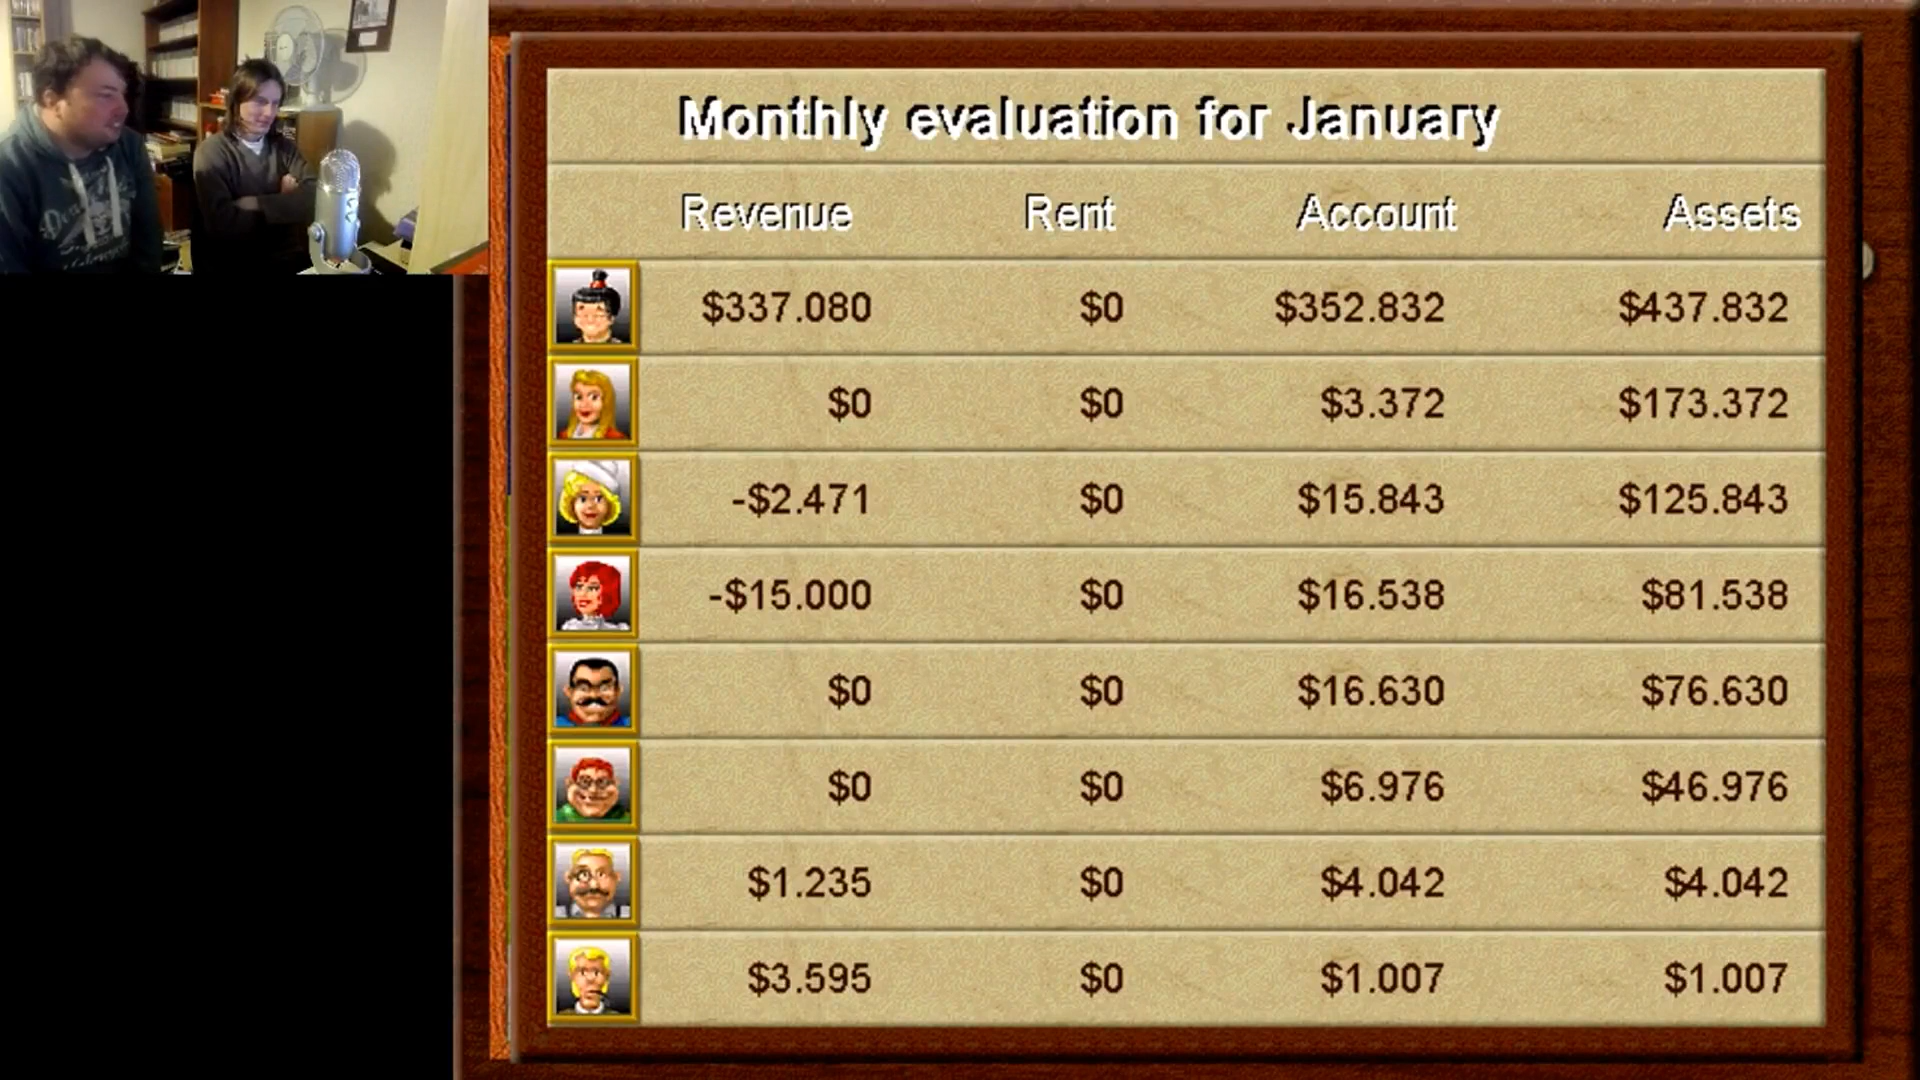 Monthly evaluation for January
Revenue Rent Account Assets
$337.080 $0 $352.832 $437.832
$0 $0 $3.372 $173.372
-$2.471 $0 $15.843 $125.843
-$15.000 $0 $16.538 $81.538
$0 $0 $16.630 $76.630
$0 $0 $6.976 $46.976
$1.235 $0 $4.042 $4.042
$3.595 $0 $1.007 $1.007